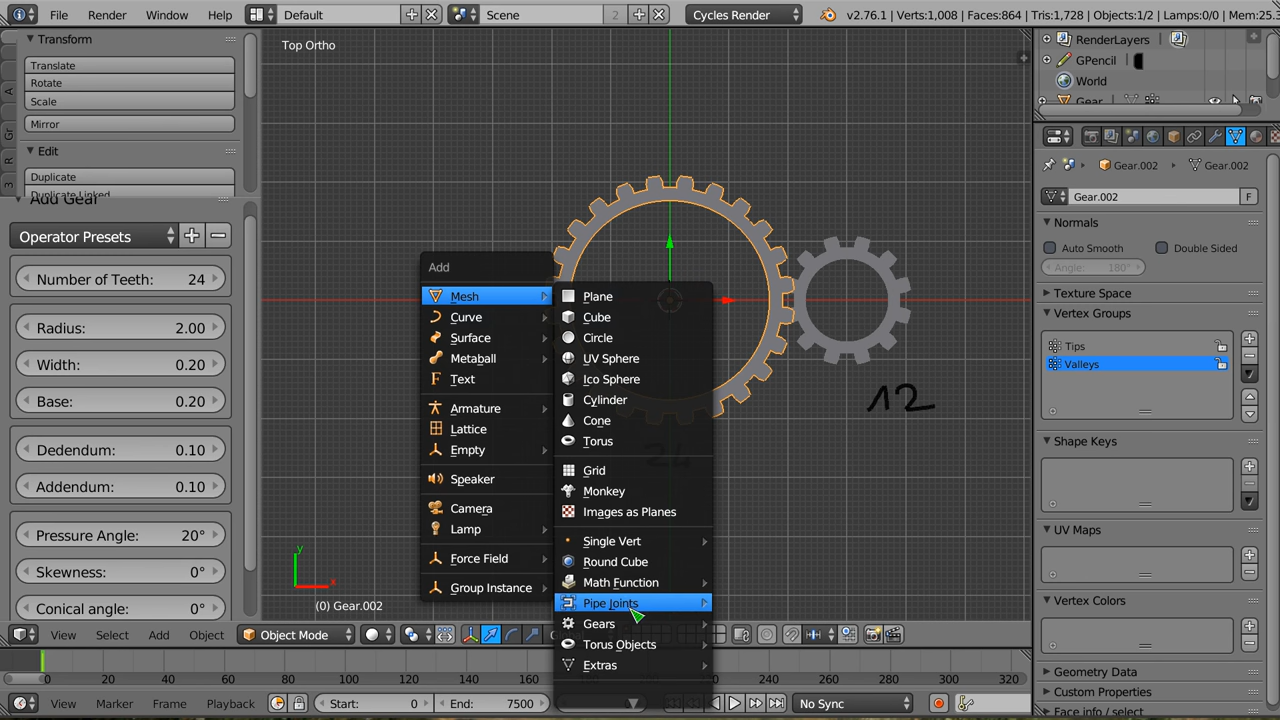 File Render Window Help Default Scene 2 Cycles Render v2.76.1 | Verts:1,008 | Faces:864 | Tris:1,728 | Objects:1/2 | Lamps:0/0 | Mem:25.3
Transform
Translate
Rotate
Scale
Mirror
Edit
Duplicate
Duplicate Linked
Add Gear
Operator Presets
Number of Teeth: 24
Radius: 2.00
Width: 0.20
Base: 0.20
Dedendum: 0.10
Addendum: 0.10
Pressure Angle: 20°
Skewness: 0°
Conical angle: 0°
Top Ortho
Add
Mesh
Curve
Surface
Metaball
Text
Armature
Lattice
Empty
Speaker
Camera
Lamp
Force Field
Group Instance
Plane
Cube
Circle
UV Sphere
Ico Sphere
Cylinder
Cone
Torus
Grid
Monkey
Images as Planes
Single Vert
Round Cube
Math Function
Pipe Joints
Gears
Torus Objects
Extras
24
12
(0) Gear.002
View Select Add Object Object Mode Global
0 20 40 60 80 100 120 240 260 280 300 320
View Marker Frame Playback Start: 0 End: 7500 No Sync
RenderLayers
GPencil
World
Gear
Gear.002 Gear.002
Gear.002 F
Normals
Auto Smooth Double Sided
Angle: 180°
Texture Space
Vertex Groups
Tips
Valleys
Shape Keys
UV Maps
Vertex Colors
Geometry Data
Custom Properties